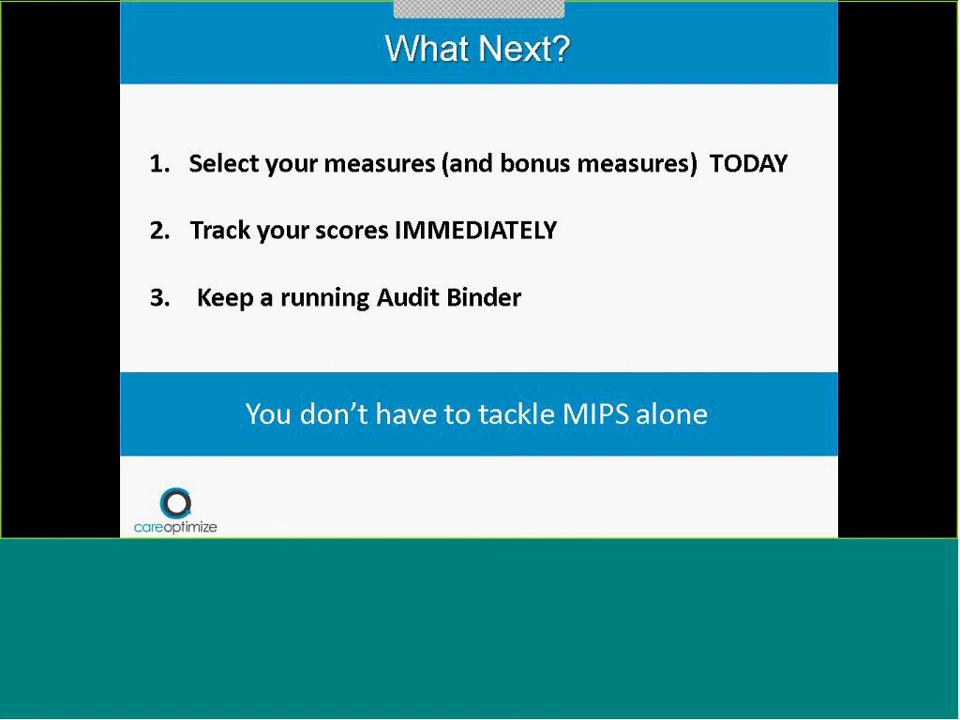 What Next?
1. Select your measures (and bonus measures) TODAY
2. Track your scores IMMEDIATELY
3. Keep a running Audit Binder
You don't have to tackle MIPS alone
careoptimize